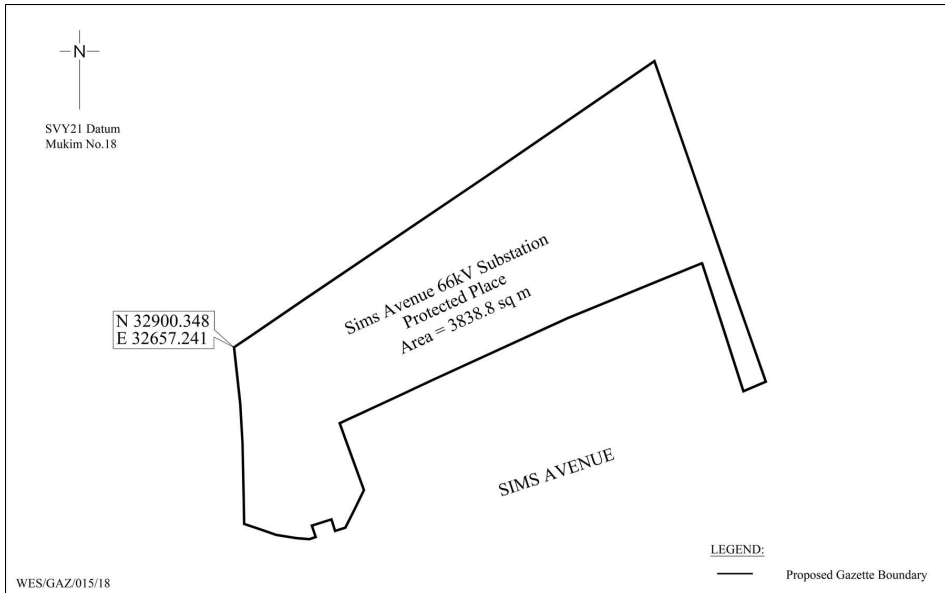 N
SVY21 Datum
Mukim No.18
N 32900.348
E 32657.241
Sims Avenue 66kV Substation
Protected Place
Area = 3838.8 sq m
SIMS AVENUE
LEGEND:
Proposed Gazette Boundary
WES/GAZ/015/18